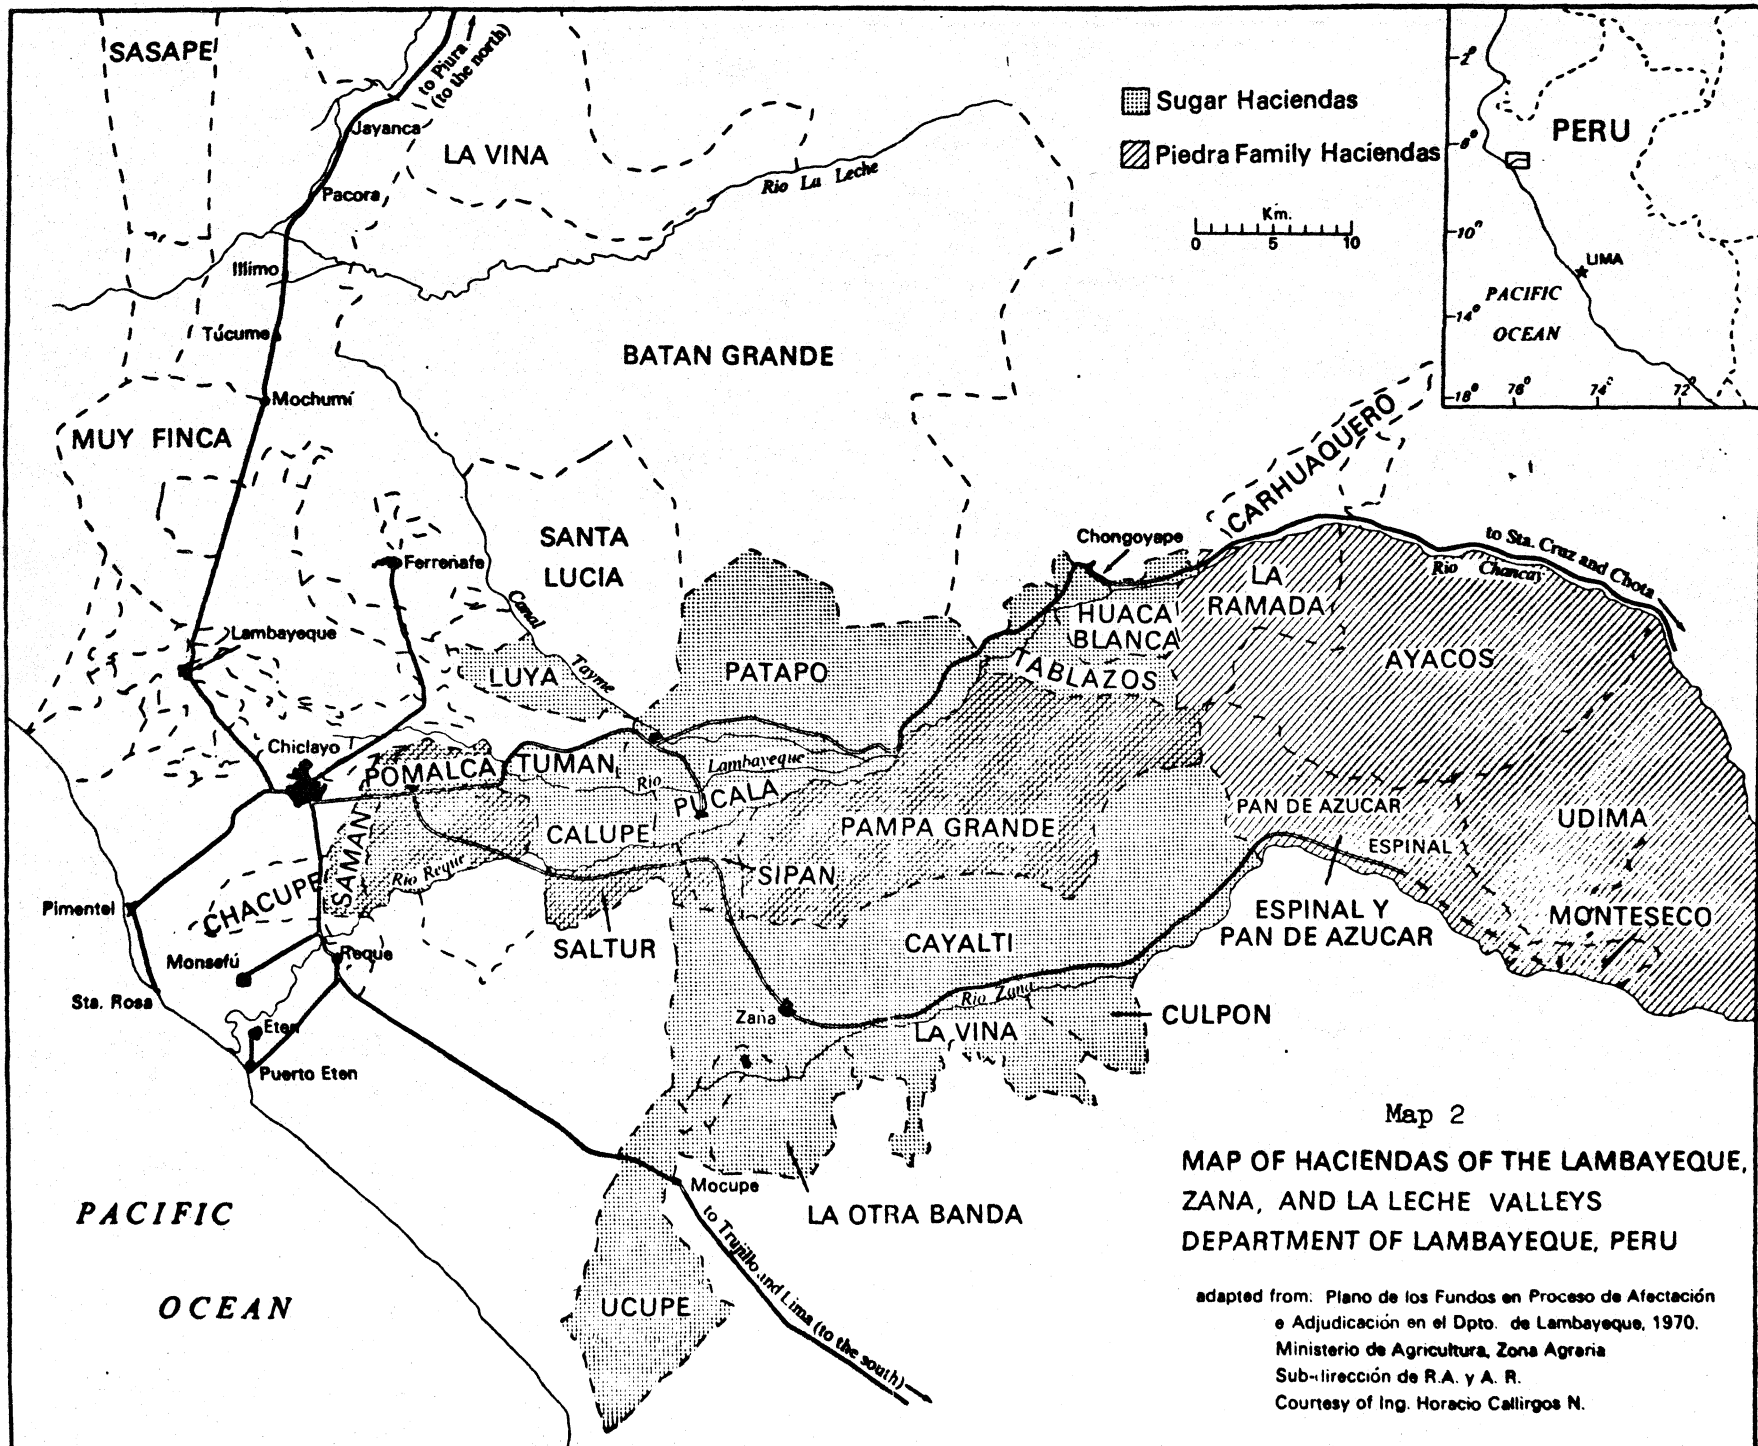 SASAPE
to Piura
(to the north)
Jayanca
LA VINA
Pacora
Rio La Leche
Illimo
Túcume
BATAN GRANDE
Mochumí
MUY FINCA
Sugar Haciendas
Piedra Family Haciendas
Km.
0 5 10
PERU
LIMA
PACIFIC
OCEAN
10°
14°
18°
76°
74°
72°
CARHUAQUERO
SANTA
LUCIA
Ferreñafe
Canal
Tayme
Chongoyape
to Sta. Cruz and Chota
Rio Chancay
HUACA
BLANCA
LA
RAMADA
TABLAZOS
AYACOS
Lambayeque
LUYA
PATAPO
Chiclayo
POMALCA
TUMAN
Rio
Lambayeque
PUCALA
PAN DE AZUCAR
UDIMA
CALUPE
PAMPA GRANDE
ESPINAL
SAMAN
Rio Reque
SIPAN
CHACUPE
Pimentel
SALTUR
CAYALTI
ESPINAL Y
PAN DE AZUCAR
MONTESECO
Monsefú
Reque
Sta. Rosa
Rio Zana
Zaña
LA VINA
CULPON
Eten
Puerto Eten
Map 2
MAP OF HACIENDAS OF THE LAMBAYEQUE,
ZANA, AND LA LECHE VALLEYS
DEPARTMENT OF LAMBAYEQUE, PERU
Mocupe
LA OTRA BANDA
to Trujillo and Lima (to the south)
UCUPE
PACIFIC
OCEAN
adapted from: Plano de los Fundos en Proceso de Afectación
e Adjudicación en el Dpto. de Lambayeque, 1970.
Ministerio de Agricultura, Zona Agraria
Sub-dirección de R.A. y A. R.
Courtesy of Ing. Horacio Callirgos N.